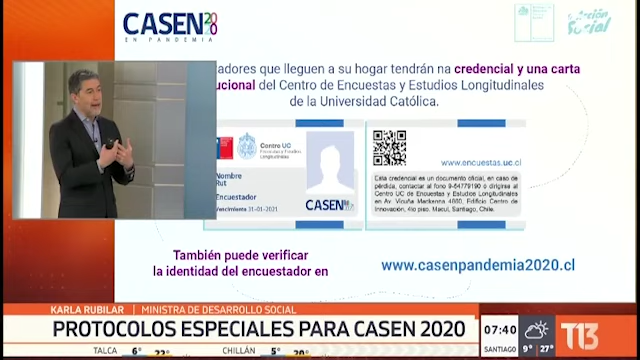 CASEN 2020
EN PANDEMIA
Social
adores que lleguen a su hogar tendrán na credencial y una carta
ucional del Centro de Encuestas y Estudios Longitudinales
de la Universidad Católica.
Centro UC
Encuestas y Estudios
Longitudinales
Nombre
Rut
Encuestador
Vencimiento 31-01-2021
CASEN
www.encuestas.uc.cl
Esta credencial es un documento oficial, en caso de
pérdida, contactar al fono 9-64779190 o dirigirse al
Centro UC de Encuestas y Estudios Longitudinales
en Av. Vicuña Mackenna 4860, Edificio Centro de
Innovación, 4to piso. Macul, Santiago, Chile.
También puede verificar
la identidad del encuestador en
www.casenpandemia2020.cl
KARLA RUBILAR | MINISTRA DE DESARROLLO SOCIAL
PROTOCOLOS ESPECIALES PARA CASEN 2020
07:40
SANTIAGO 9° 27°
T13
TALCA 6° 22° CHILLÁN 5° 20°